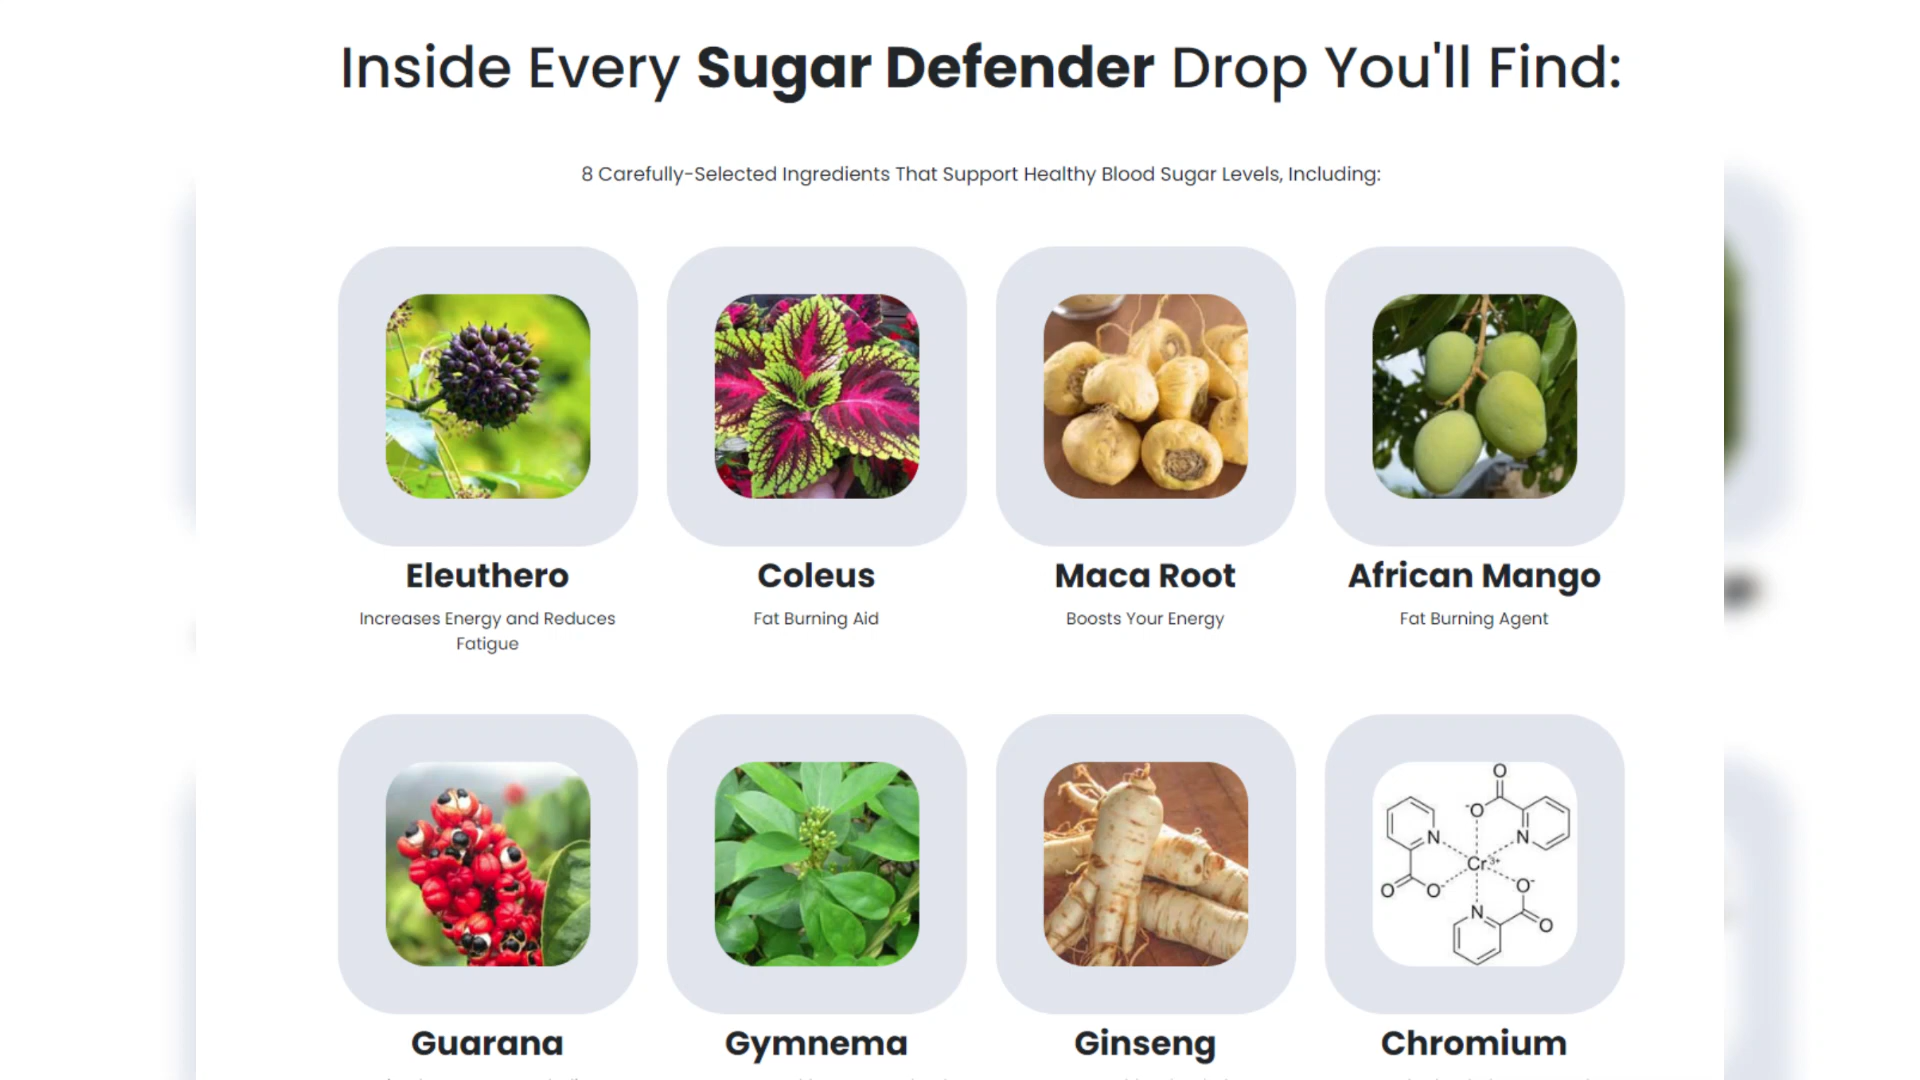 Inside Every Sugar Defender Drop You'll Find:
8 Carefully-Selected Ingredients That Support Healthy Blood Sugar Levels, Including:
Eleuthero
Increases Energy and Reduces
Fatigue
Coleus
Fat Burning Aid
Maca Root
Boosts Your Energy
African Mango
Fat Burning Agent
O
-O
N
N
Cr3+
O
O-
O-
N
O
Guarana
Gymnema
Ginseng
Chromium